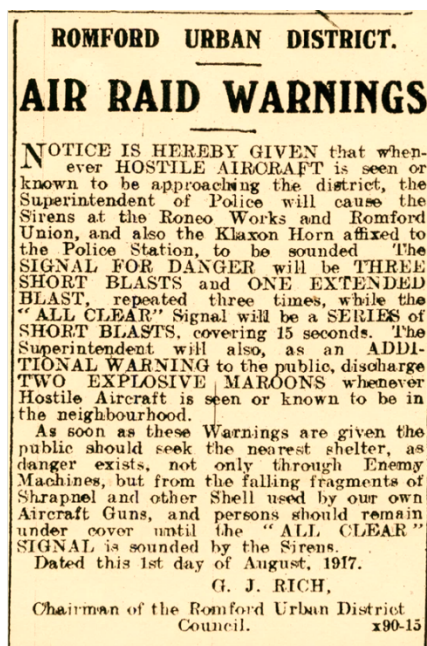 ROMFORD URBAN DISTRICT.
AIR RAID WARNINGS
NOTICE IS HEREBY GIVEN that when-
ever HOSTILE AIRCRAFT is seen or
known to be approaching the district, the
Superintendent of Police will cause the
Sirens at the Roneo Works and Romford
Union, and also the Klaxon Horn affixed to
the Police Station, to be sounded The
SIGNAL FOR DANGER will be THREE
SHORT BLASTS and ONE EXTENDED
BLAST, repeated three times, while the
"ALL CLEAR" Signal will be a SERIES of
SHORT BLASTS, covering 15 seconds. The
Superintendent will also, as an ADDI-
TIONAL WARNING to the public, discharge
TWO EXPLOSIVE MAROONS whenever
Hostile Aircraft is seen or known to be in
the neighbourhood.
As soon as these Warnings are given the
public should seek the nearest shelter, as
danger exists, not only through Enemy
Machines, but from the falling fragments of
Shrapnel and other Shell used by our own
Aircraft Guns, and persons should remain
under cover until the "ALL CLEAR"
SIGNAL is sounded by the Sirens.
Dated this 1st day of August, 1917.
G. J. RICH,
Chairman of the Romford Urban District
Council. x90-15